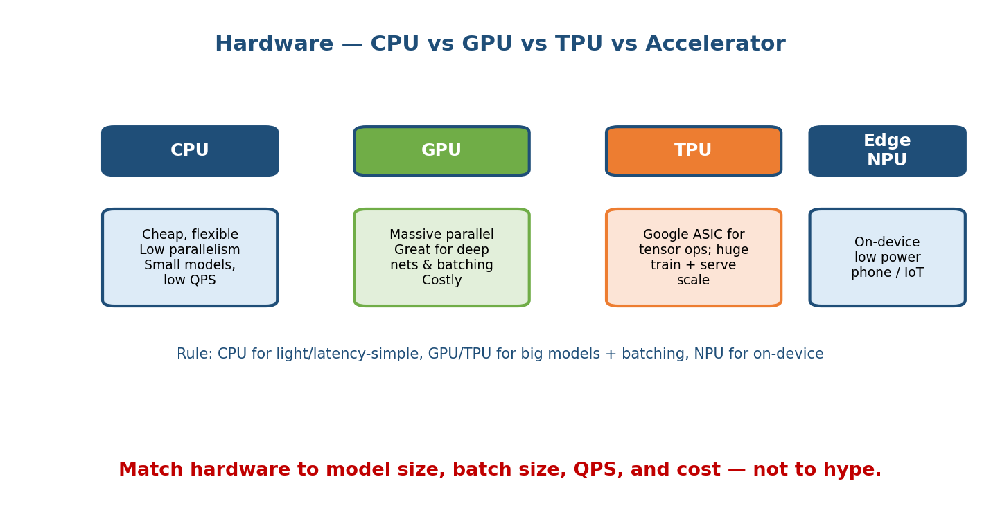 Hardware — CPU vs GPU vs TPU vs Accelerator
CPU
GPU
TPU
Edge
NPU
Cheap, flexible
Low parallelism
Small models,
low QPS
Massive parallel
Great for deep
nets & batching
Costly
Google ASIC for
tensor ops; huge
train + serve
scale
On-device
low power
phone / IoT
Rule: CPU for light/latency-simple, GPU/TPU for big models + batching, NPU for on-device
Match hardware to model size, batch size, QPS, and cost — not to hype.